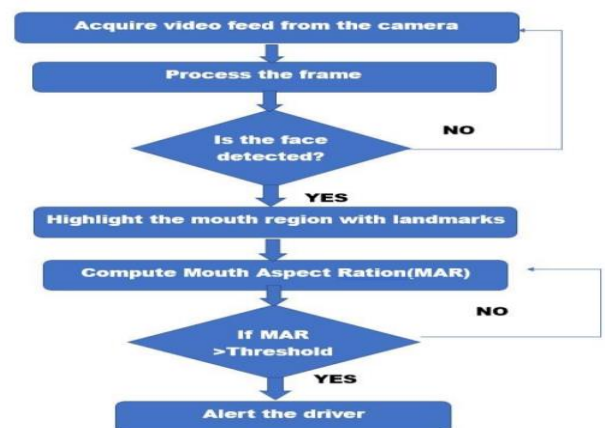 Acquire video feed from the camera
Process the frame
Is the face
detected?
NO
YES
Highlight the mouth region with landmarks
Compute Mouth Aspect Ration(MAR)
NO
If MAR
>Threshold
YES
Alert the driver